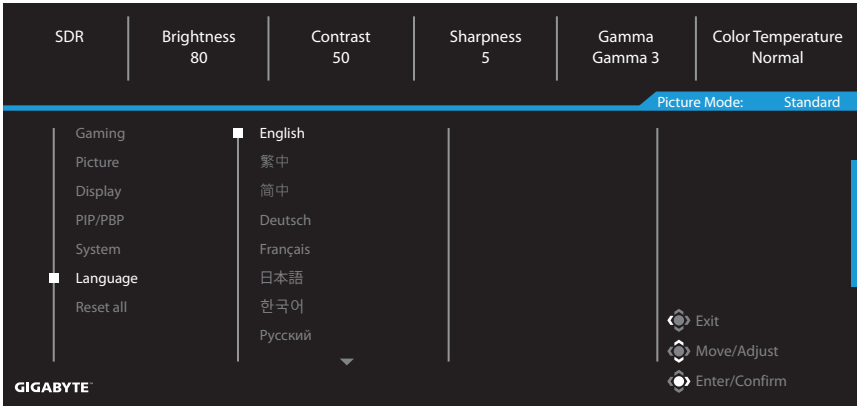 SDR
Brightness
80
Contrast
50
Sharpness
5
Gamma
Gamma 3
Color Temperature
Normal
Picture Mode: Standard
Gaming
Picture
Display
PIP/PBP
System
Language
Reset all
English
繁中
简中
Deutsch
Français
日本語
한국어
Русский
Exit
Move/Adjust
Enter/Confirm
GIGABYTE™